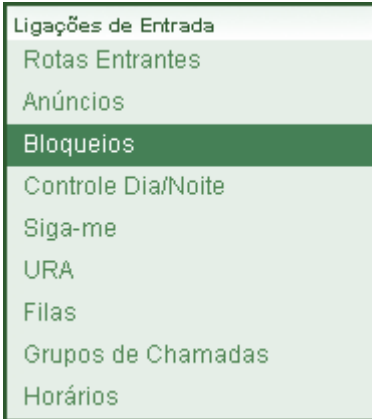 Ligações de Entrada
Rotas Entrantes
Anúncios
Bloqueios
Controle Dia/Noite
Siga-me
URA
Filas
Grupos de Chamadas
Horários